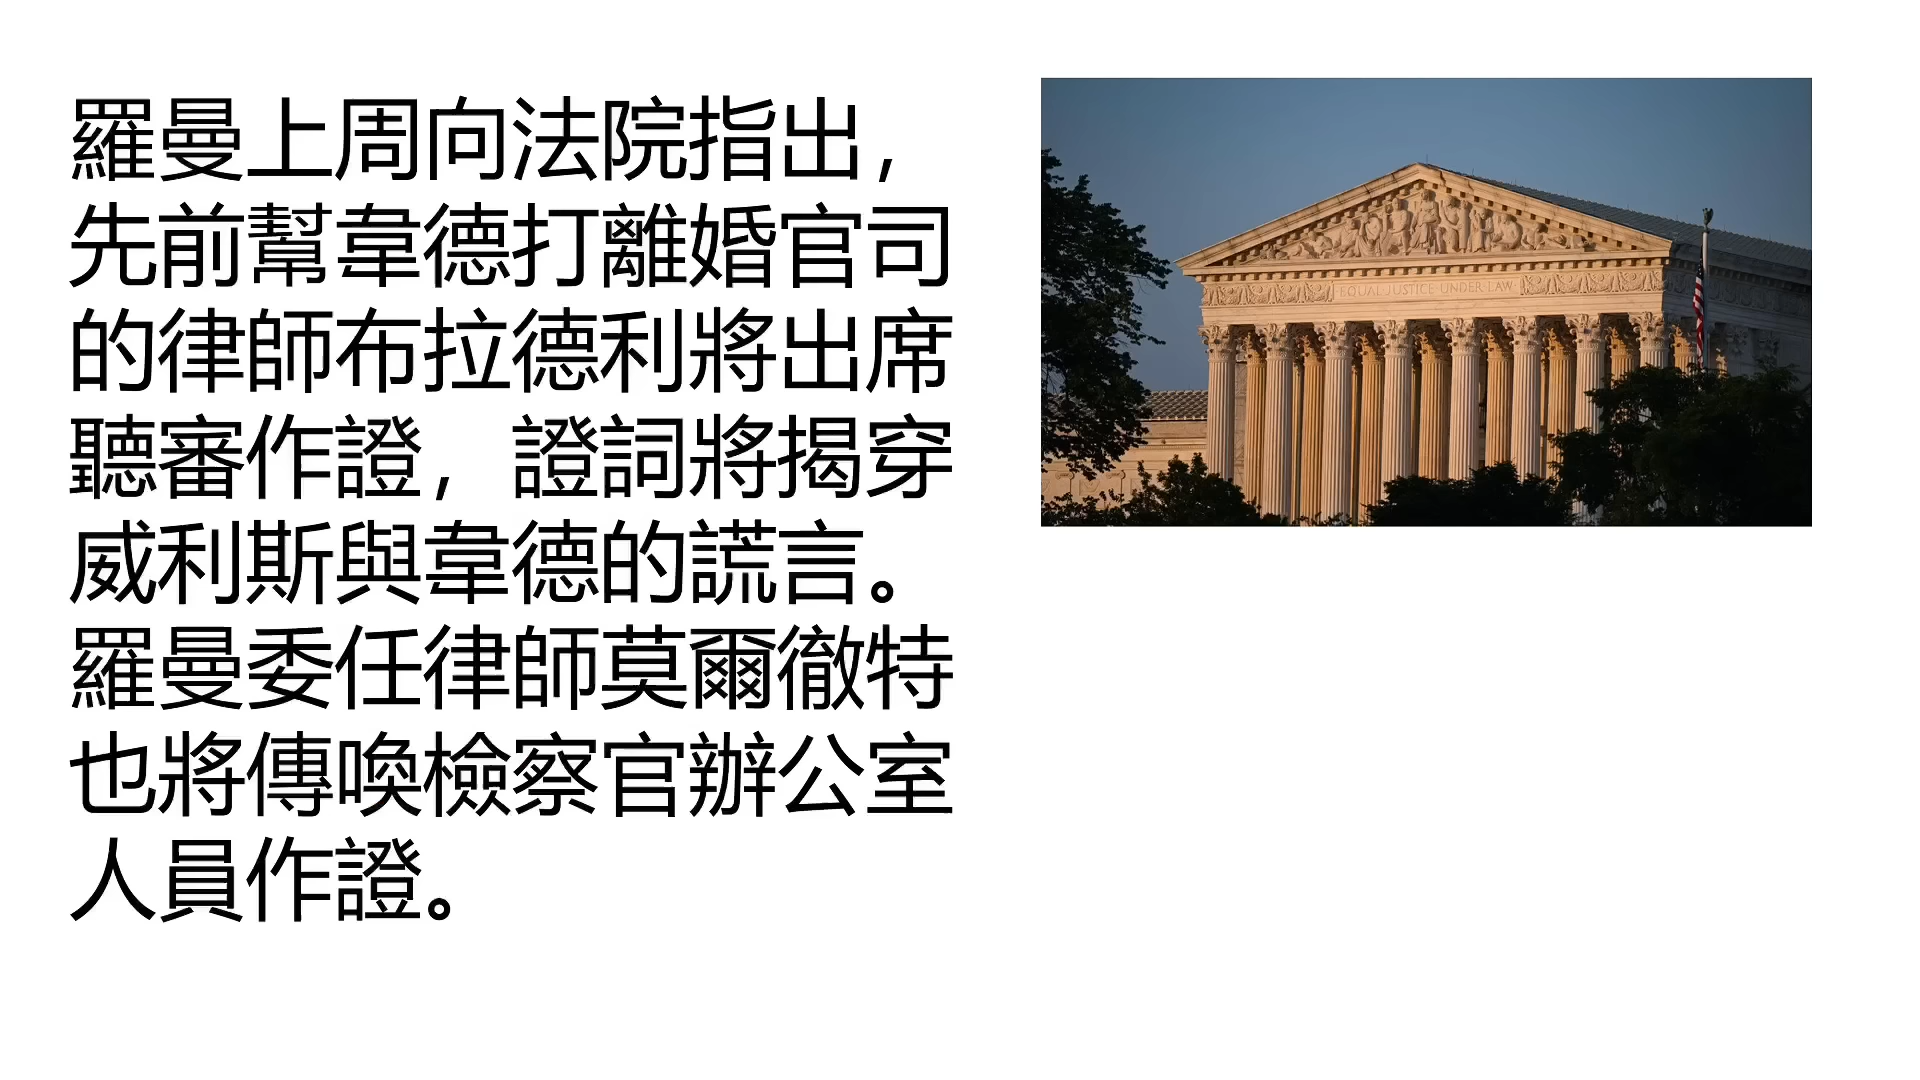 羅曼上周向法院指出，
先前幫韋德打離婚官司
的律師布拉德利將出席
聽審作證，證詞將揭穿
威利斯與韋德的謊言。
羅曼委任律師莫爾徹特
也將傳喚檢察官辦公室
人員作證。
EQUAL JUSTICE UNDER LAW